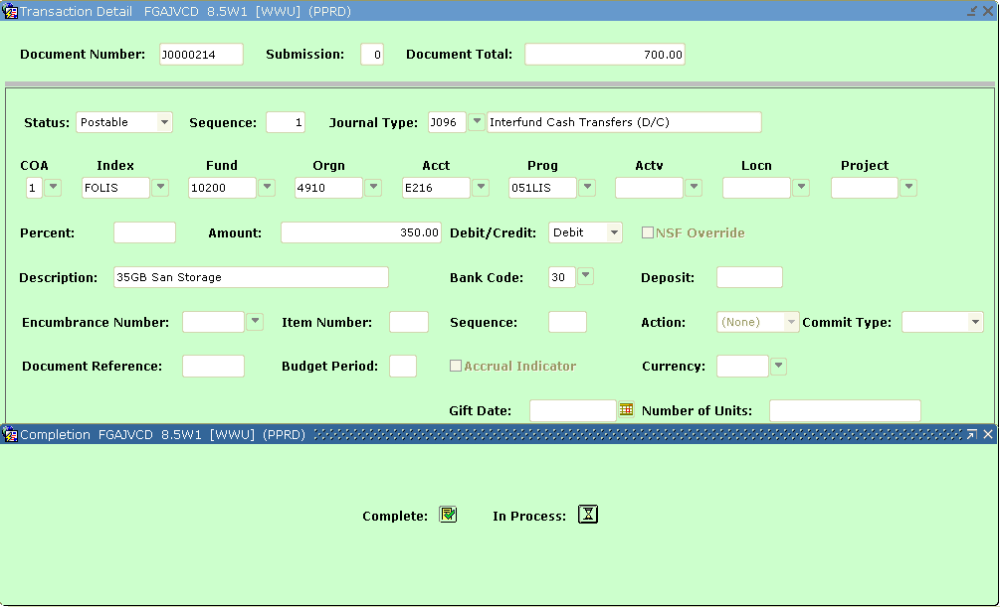 Transaction Detail FGAJVCD 8.5W1 [WWU] (PPRD)
Document Number: J0000214 Submission: 0 Document Total: 700.00
Status: Postable Sequence: 1 Journal Type: J096 Interfund Cash Transfers (D/C)
COA Index Fund Orgn Acct Prog Actv Locn Project
1 FOLIS 10200 4910 E216 051LIS
Percent: Amount: 350.00 Debit/Credit: Debit NSF Override
Description: 35GB San Storage Bank Code: 30 Deposit:
Encumbrance Number: Item Number: Sequence: Action: (None) Commit Type:
Document Reference: Budget Period: Accrual Indicator Currency:
Gift Date: Number of Units:
Completion FGAJVCD 8.5W1 [WWU] (PPRD)
Complete: In Process: